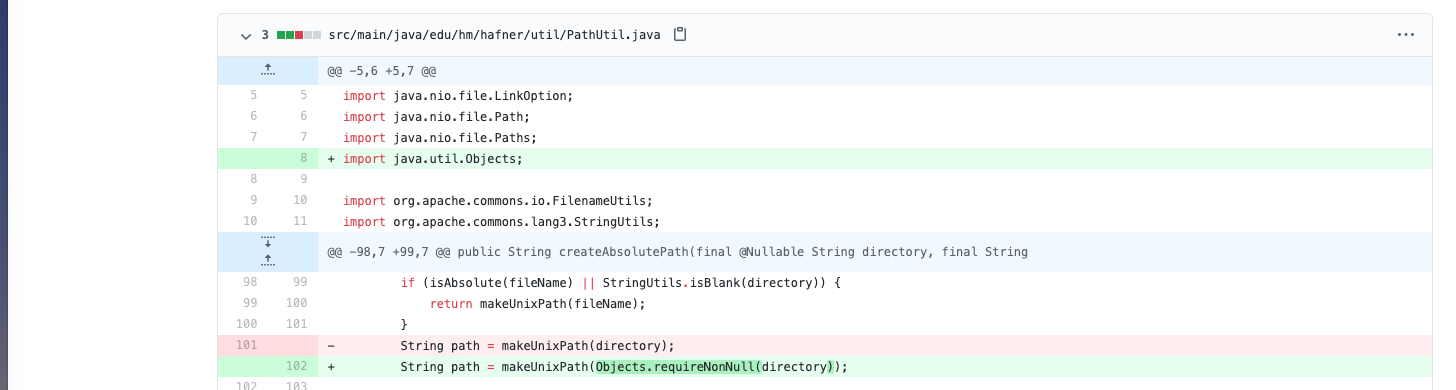 3 src/main/java/edu/hm/hafner/util/PathUtil.java
@@ -5,6 +5,7 @@
5 5 import java.nio.file.LinkOption;
6 6 import java.nio.file.Path;
7 7 import java.nio.file.Paths;
8 + import java.util.Objects;
8 9
9 10 import org.apache.commons.io.FilenameUtils;
10 11 import org.apache.commons.lang3.StringUtils;
@@ -98,7 +99,7 @@ public String createAbsolutePath(final @Nullable String directory, final String
98 99 if (isAbsolute(fileName) || StringUtils.isBlank(directory)) {
99 100 return makeUnixPath(fileName);
100 101 }
101 - String path = makeUnixPath(directory);
102 + String path = makeUnixPath(Objects.requireNonNull(directory));
102 103